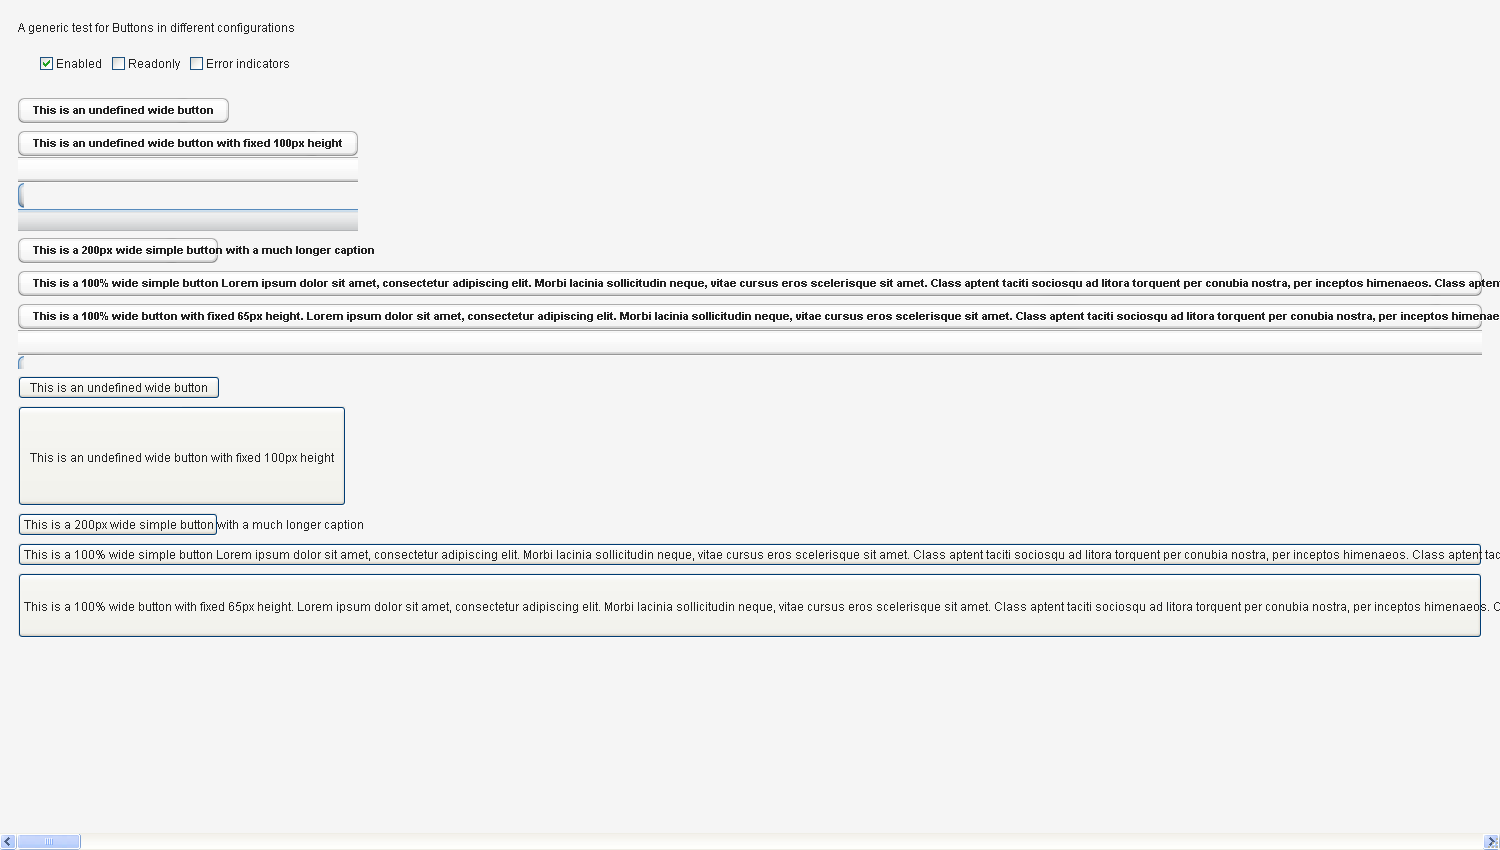 A generic test for Buttons in different configurations
Enabled Readonly Error indicators
This is an undefined wide button
This is an undefined wide button with fixed 100px height
This is a 200px wide simple button with a much longer caption
This is a 100% wide simple button Lorem ipsum dolor sit amet, consectetur adipiscing elit. Morbi lacinia sollicitudin neque, vitae cursus eros scelerisque sit amet. Class aptent taciti sociosqu ad litora torquent per conubia nostra, per inceptos himenaeos. Class aptent
This is a 100% wide button with fixed 65px height. Lorem ipsum dolor sit amet, consectetur adipiscing elit. Morbi lacinia sollicitudin neque, vitae cursus eros scelerisque sit amet. Class aptent taciti sociosqu ad litora torquent per conubia nostra, per inceptos himenae
This is an undefined wide button
This is an undefined wide button with fixed 100px height
This is a 200px wide simple button with a much longer caption
This is a 100% wide simple button Lorem ipsum dolor sit amet, consectetur adipiscing elit. Morbi lacinia sollicitudin neque, vitae cursus eros scelerisque sit amet. Class aptent taciti sociosqu ad litora torquent per conubia nostra, per inceptos himenaeos. Class aptent tac
This is a 100% wide button with fixed 65px height. Lorem ipsum dolor sit amet, consectetur adipiscing elit. Morbi lacinia sollicitudin neque, vitae cursus eros scelerisque sit amet. Class aptent taciti sociosqu ad litora torquent per conubia nostra, per inceptos himenaeos. C